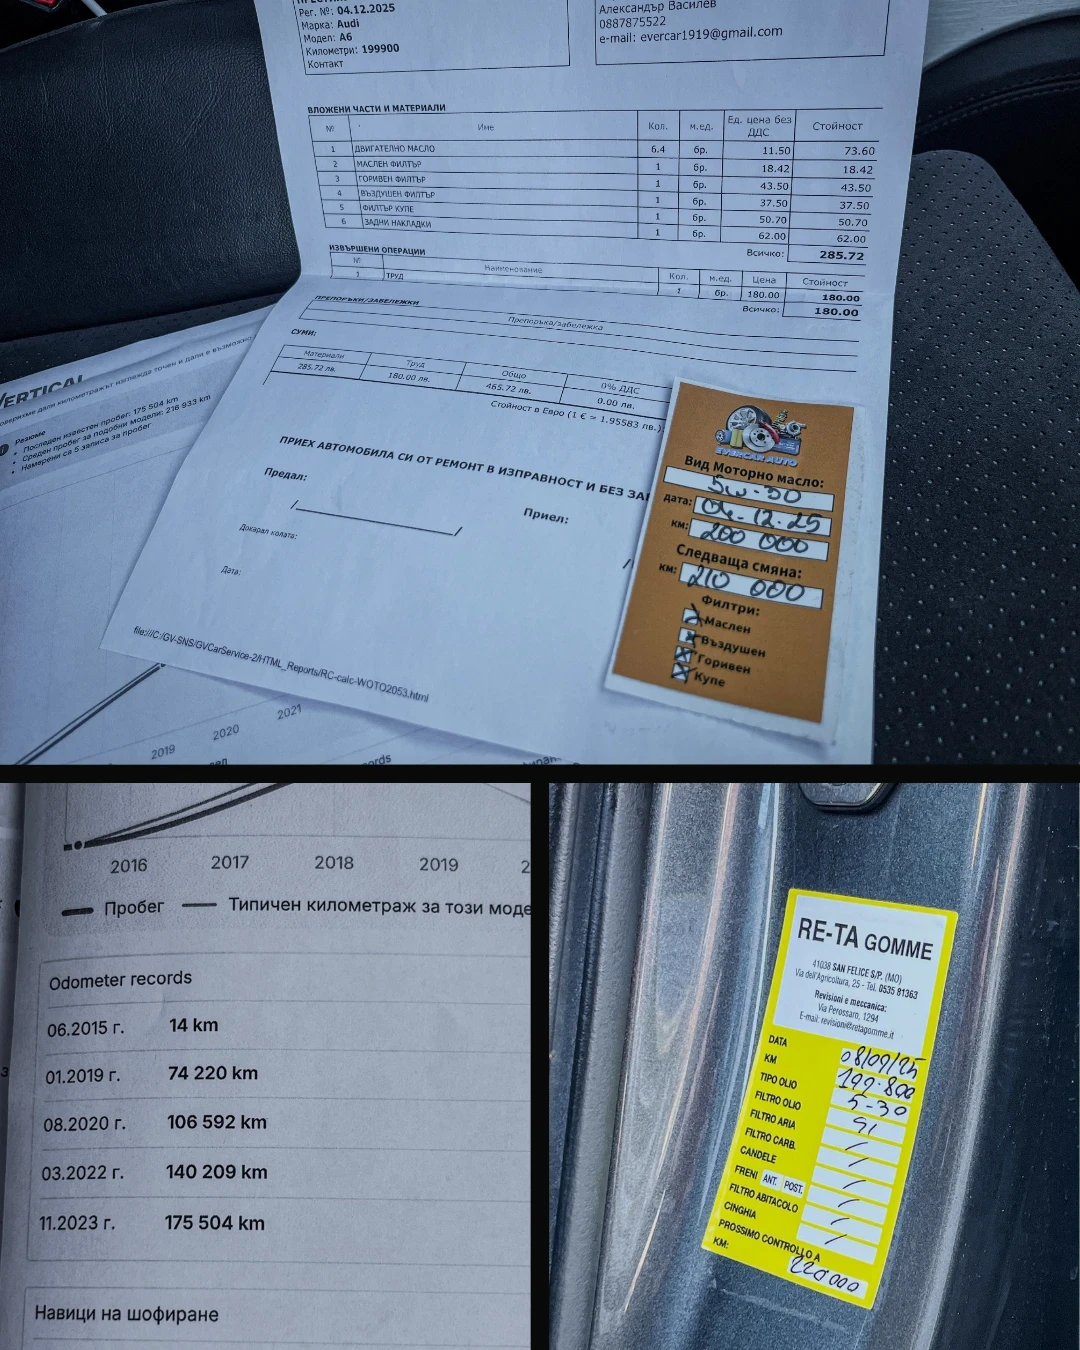 Рег. №: 04.12.2025
Марка: Audi
Модел: A6
Километри: 199900
Контакт
Александър Василев
0887875522
e-mail: evercar1919@gmail.com
ВЛОЖЕНИ ЧАСТИ И МАТЕРИАЛИ
№ Име Кол. м.ед. Ед. цена без ДДС Стойност
1 ДВИГАТЕЛНО МАСЛО 6.4 бр. 11.50 73.60
2 МАСЛЕН ФИЛТЪР 1 бр. 18.42 18.42
3 ГОРИВЕН ФИЛТЪР 1 бр. 43.50 43.50
4 ВЪЗДУШЕН ФИЛТЪР 1 бр. 37.50 37.50
5 ФИЛТЪР КУПЕ 1 бр. 50.70 50.70
6 ЗАДНИ НАКЛАДКИ 1 бр. 62.00 62.00
Всичко: 285.72
ИЗВЪРШЕНИ ОПЕРАЦИИ
№ Наименование Кол. м.ед. Цена Стойност
1 ТРУД 1 бр. 180.00 180.00
Всичко: 180.00
ПРЕПОРЪКИ/ЗАБЕЛЕЖКИ
Препоръка/забележка
СУМИ:
Материали Труд Общо 0% ДДС
285.72 лв. 180.00 лв. 465.72 лв. 0.00 лв.
Стойност в Евро (1 € = 1.95583 лв.)
ПРИЕХ АВТОМОБИЛА СИ ОТ РЕМОНТ В ИЗПРАВНОСТ И БЕЗ ЗАБ
Предал:
Приел:
/ /
/
Докарал колата:
Дата:
file:///C:/GV-SNS/GVCarService-2/HTML_Reports/RC-calc-WOTO2053.html
VERTICAL
Резюме
• Последен известен пробег: 175 504 km
• Среден пробег за подобни модели: 216 933 km
• Намерени са 5 записа за пробег
2019 2020 2021
EVERCAR AUTO
Вид Моторно масло:
5w-30
дата: 04-12-25
км: 200 000
Следваща смяна:
км: 210 000
Филтри:
Маслен
Въздушен
Горивен
Купе
2016 2017 2018 2019 2
Пробег Типичен километраж за този моде
Odometer records
06.2015 г. 14 km
01.2019 г. 74 220 km
08.2020 г. 106 592 km
03.2022 г. 140 209 km
11.2023 г. 175 504 km
Навици на шофиране
RE-TA GOMME
41038 SAN FELICE S/P. (MO)
Via dell'Agricoltura, 25 - Tel. 0535 81363
Revisioni e meccanica:
Via Perossaro, 1294
E-mail: revisioni@retagomme.it
DATA 08/09/25
KM 199.800
TIPO OLIO 5-30
FILTRO OLIO SI
FILTRO ARIA /
FILTRO CARB. /
CANDELE /
FRENI ANT. POST. /
FILTRO ABITACOLO /
CINGHIA /
PROSSIMO CONTROLLO A
KM: 220'000